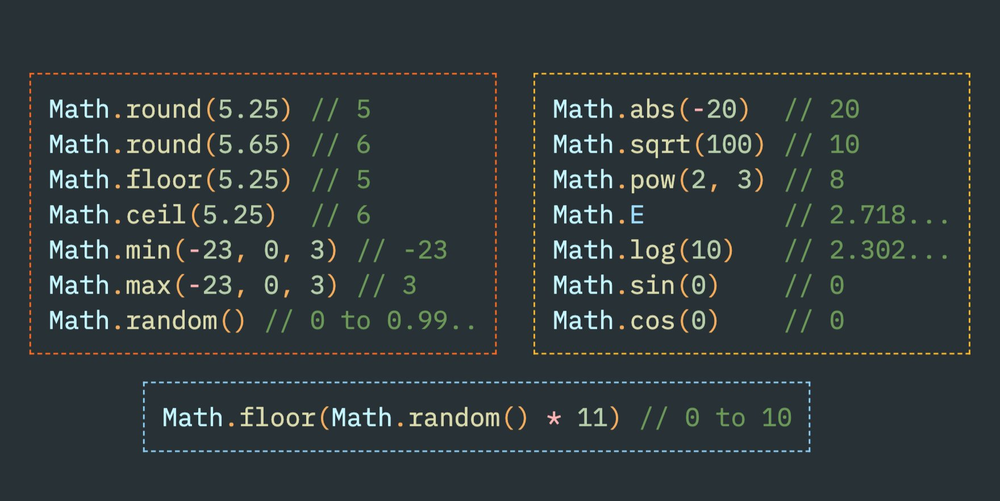 Math.round(5.25) // 5
Math.round(5.65) // 6
Math.floor(5.25) // 5
Math.ceil(5.25)  // 6
Math.min(-23, 0, 3) // -23
Math.max(-23, 0, 3) // 3
Math.random() // 0 to 0.99..
Math.abs(-20)  // 20
Math.sqrt(100) // 10
Math.pow(2, 3) // 8
Math.E         // 2.718...
Math.log(10)   // 2.302...
Math.sin(0)    // 0
Math.cos(0)    // 0
Math.floor(Math.random() * 11) // 0 to 10